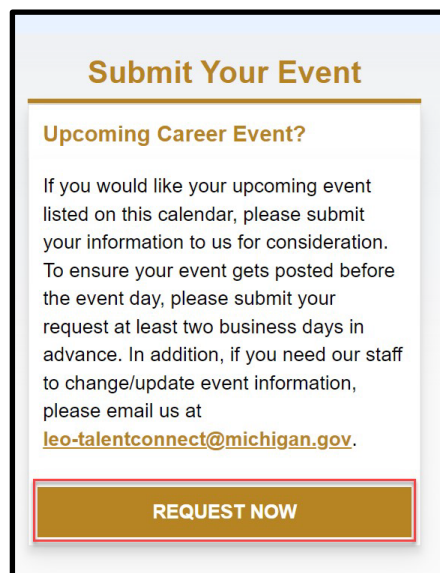 Submit Your Event
Upcoming Career Event?
If you would like your upcoming event
listed on this calendar, please submit
your information to us for consideration.
To ensure your event gets posted before
the event day, please submit your
request at least two business days in
advance. In addition, if you need our staff
to change/update event information,
please email us at
leo-talentconnect@michigan.gov.
REQUEST NOW